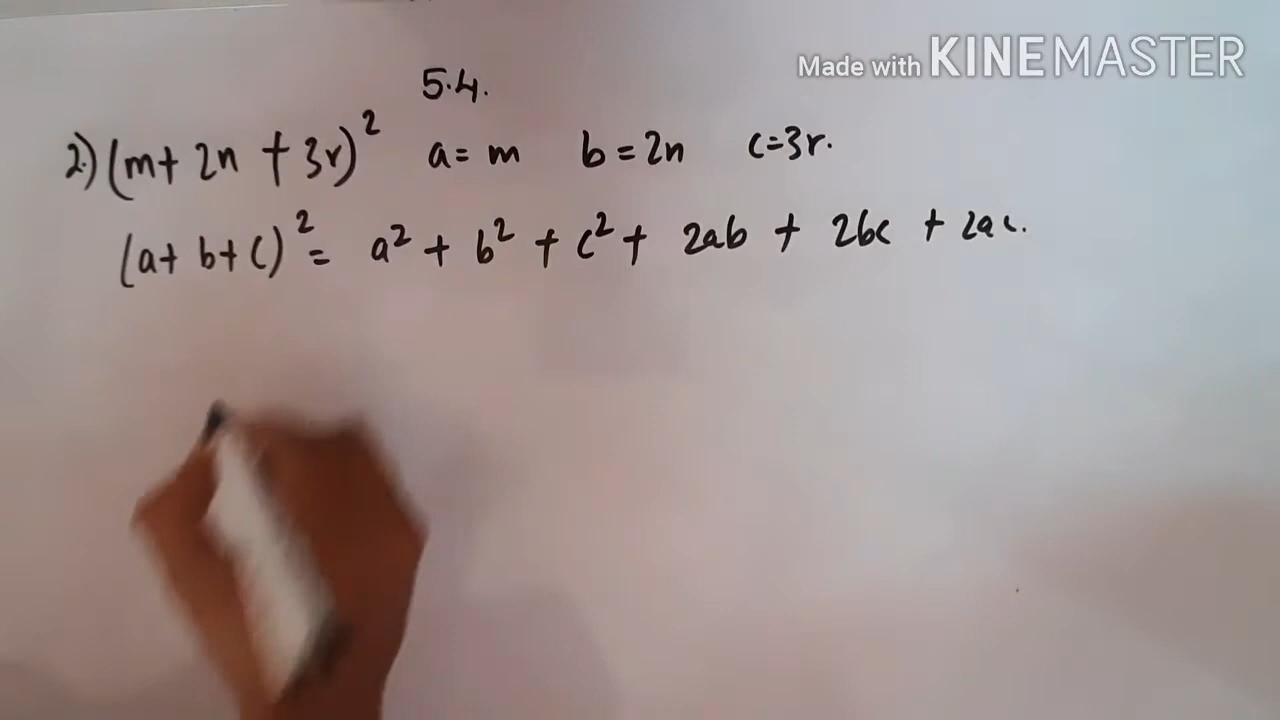 Made with KINEMASTER
5.4.
2.) (m+ 2n + 3r)² a= m b=2n c=3r.
(a+ b+c)² = a² + b² + c² + 2ab + 2bc + 2ac.